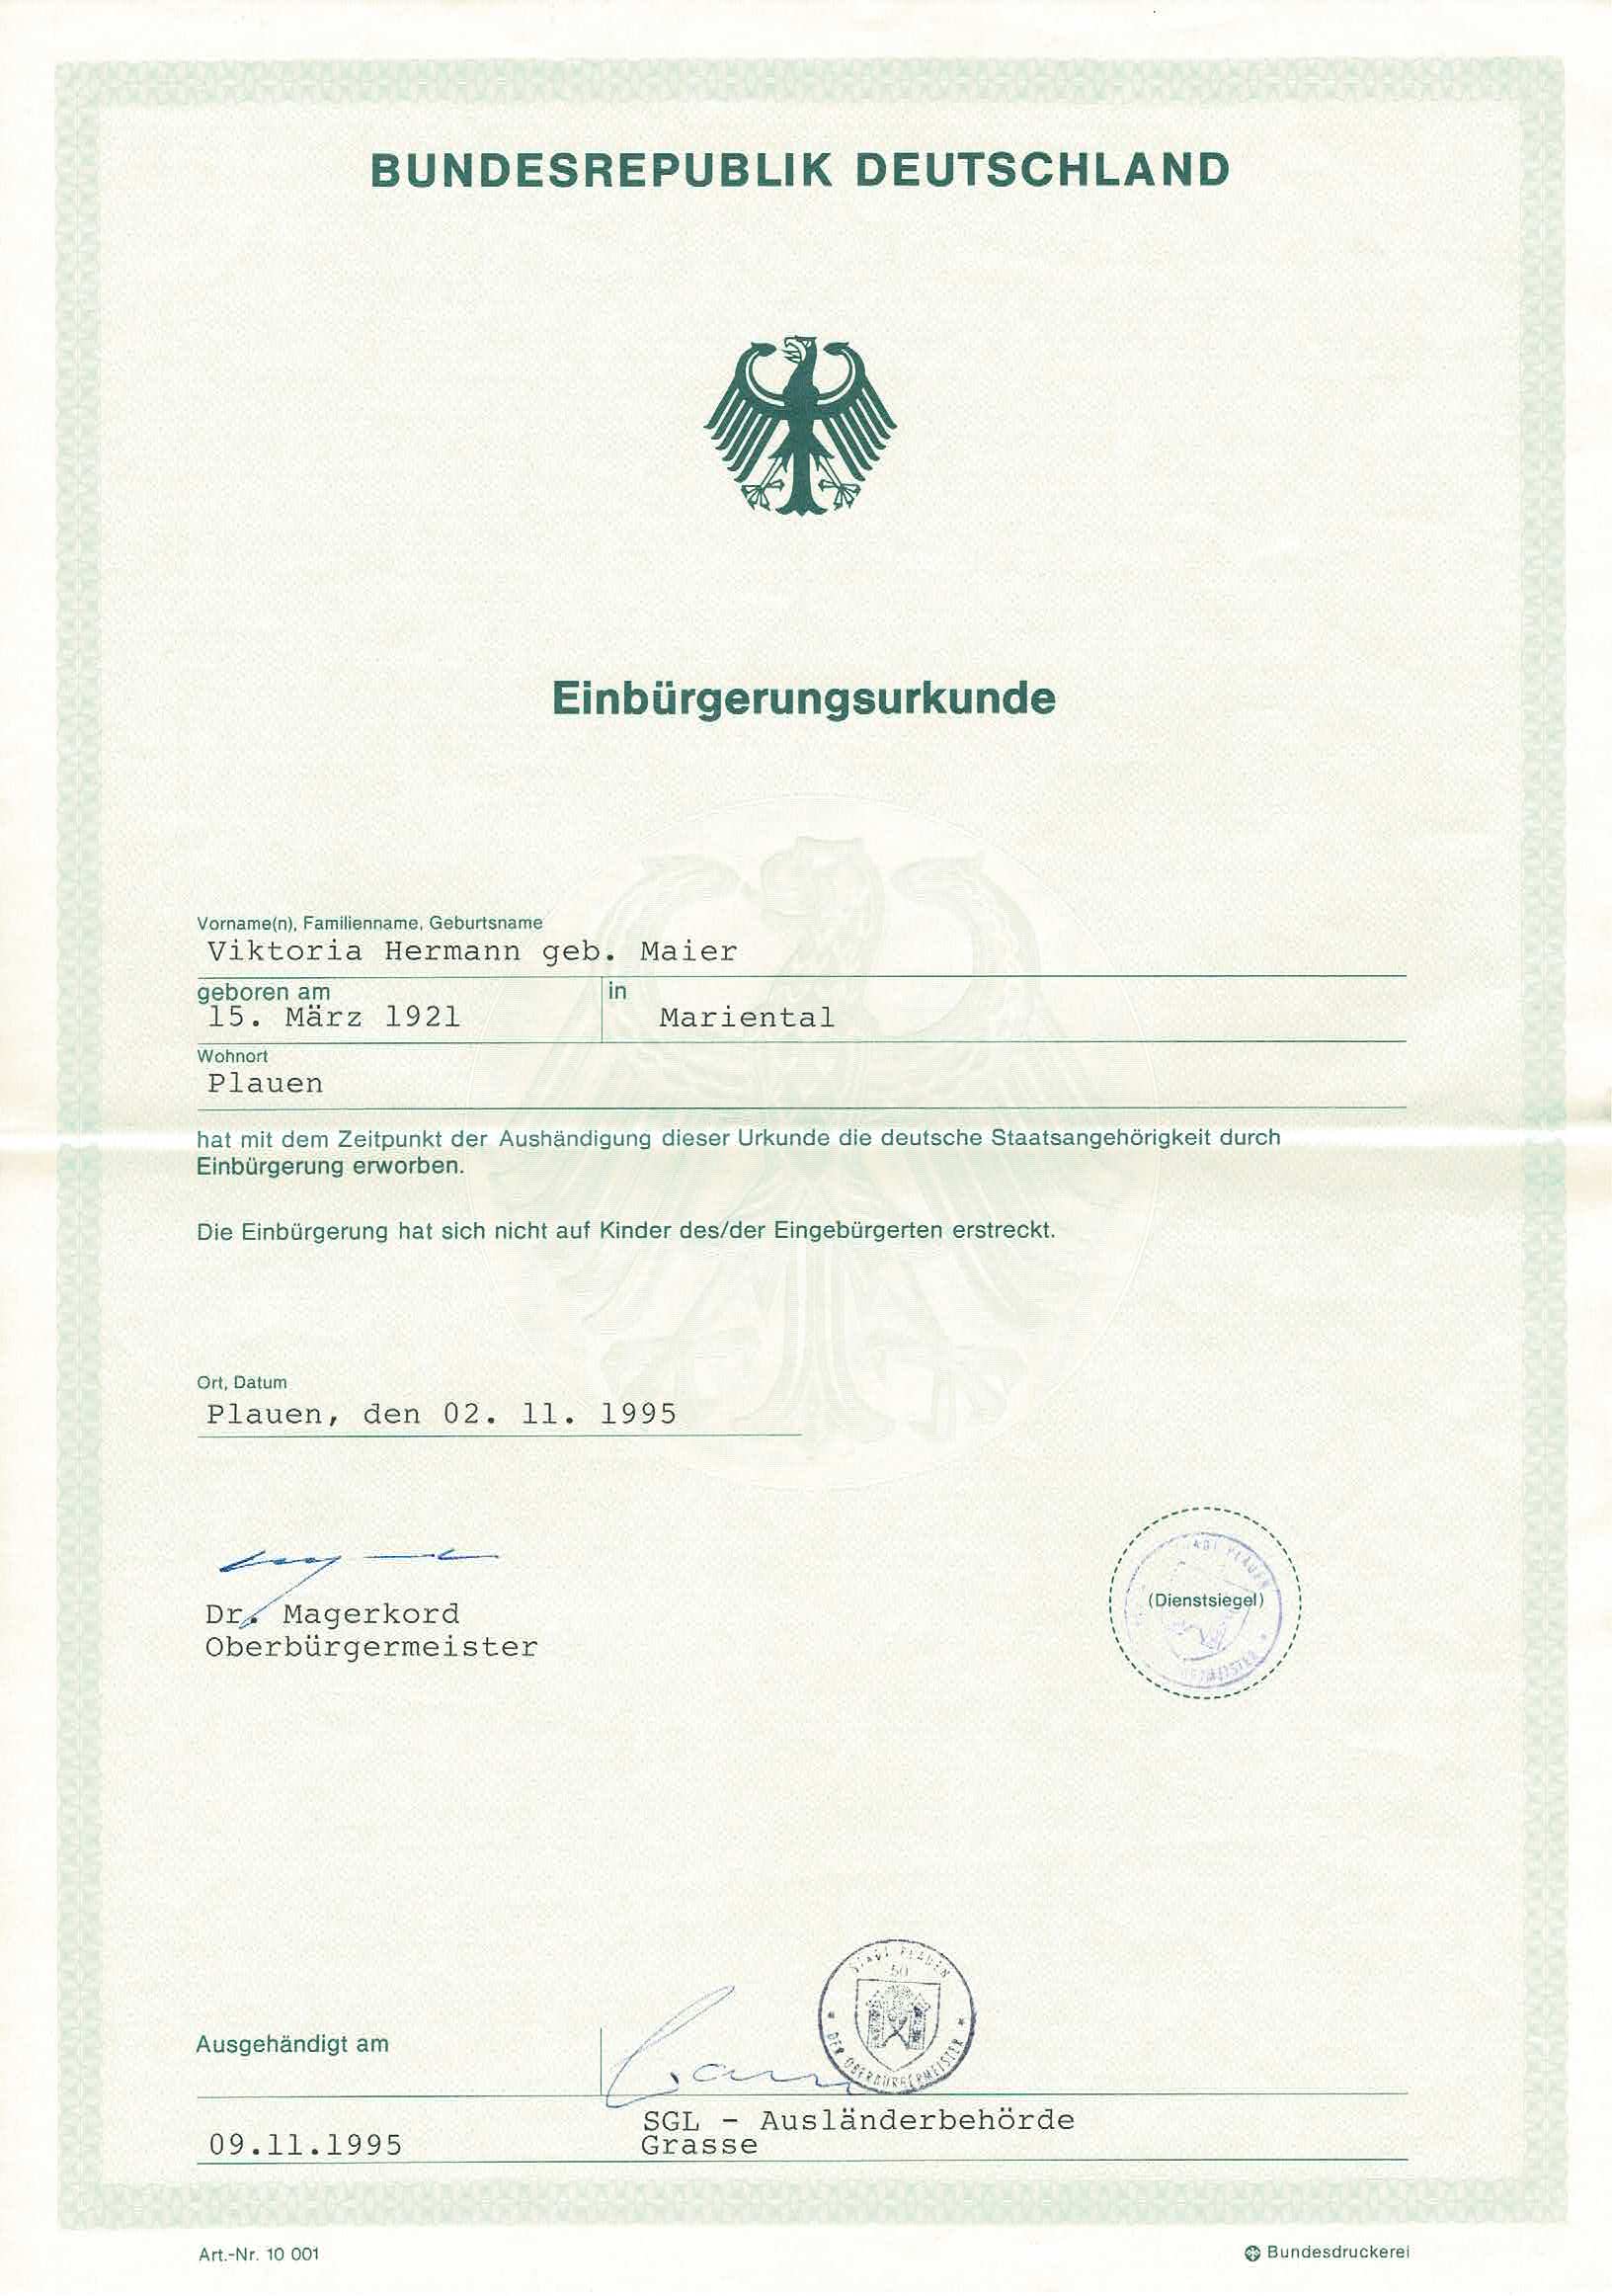 BUNDESREPUBLIK DEUTSCHLAND
Einbürgerungsurkunde
Vorname(n), Familienname, Geburtsname
Viktoria Hermann geb. Maier
geboren am
in
15. März 1921
Mariental
Wohnort
Plauen
hat mit dem Zeitpunkt der Aushändigung dieser Urkunde die deutsche Staatsangehörigkeit durch
Einbürgerung erworben.
Die Einbürgerung hat sich nicht auf Kinder des/der Eingebürgerten erstreckt.
Ort, Datum
Plauen, den 02. 11. 1995
Dr. Magerkord
Oberbürgermeister
(Dienstsiegel)
STADT PLAUEN
50
* DER OBERBÜRGERMEISTER *
Ausgehändigt am
SGL - Ausländerbehörde
09.11.1995
Grasse
Art.-Nr. 10 001
Bundesdruckerei